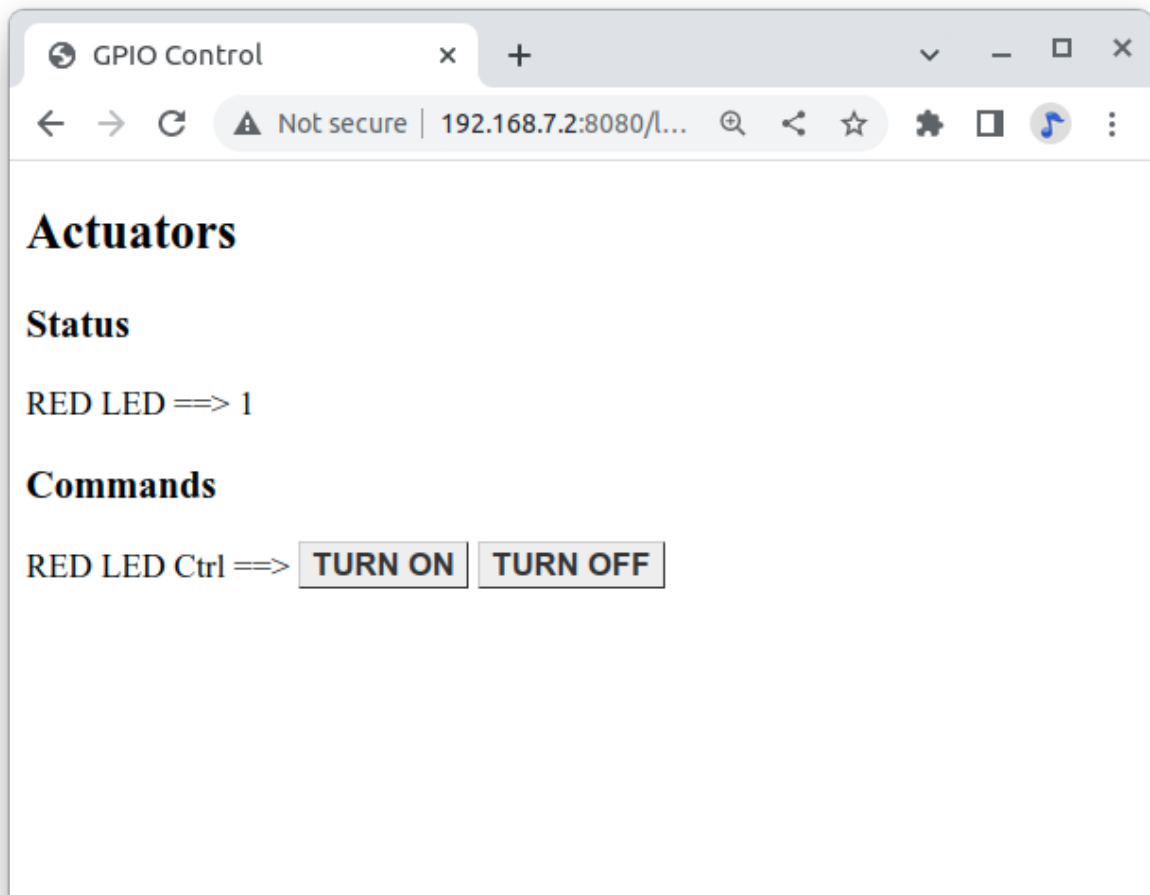 GPIO Control
Not secure | 192.168.7.2:8080/l...
Actuators
Status
RED LED ==> 1
Commands
RED LED Ctrl ==> TURN ON TURN OFF